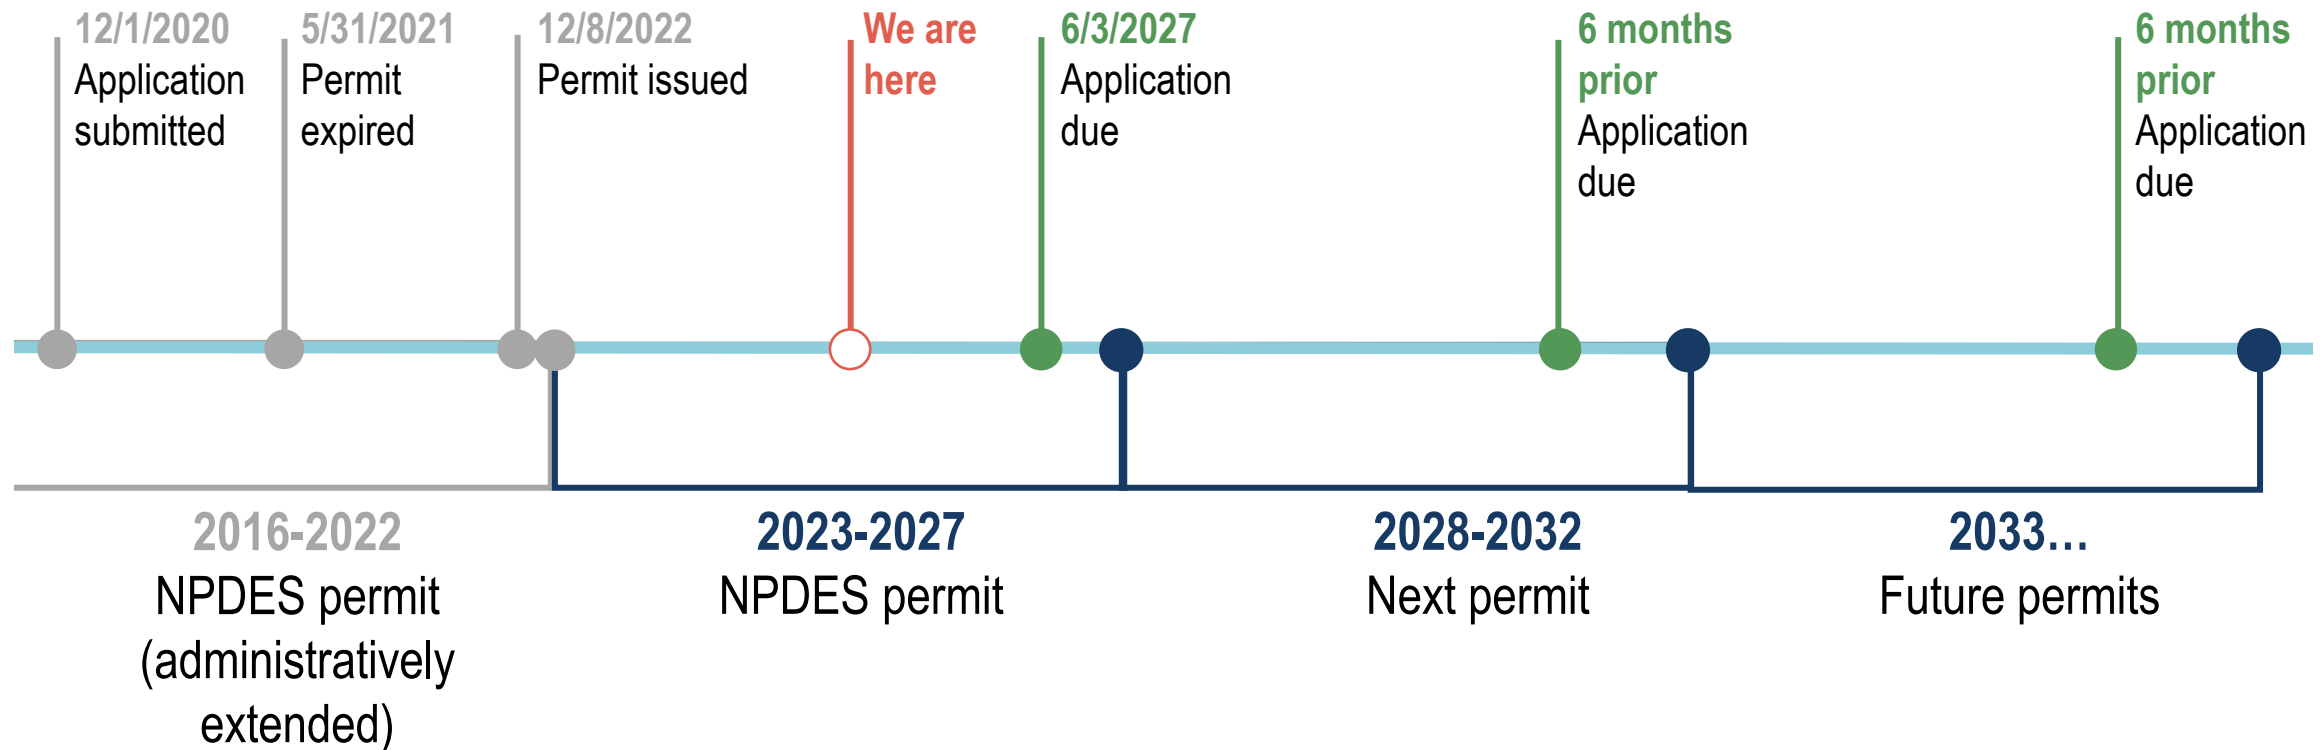 12/1/2020
Application
submitted
5/31/2021
Permit
expired
12/8/2022
Permit issued
We are
here
6/3/2027
Application
due
6 months
prior
Application
due
6 months
prior
Application
due
2016-2022
NPDES permit
(administratively
extended)
2023-2027
NPDES permit
2028-2032
Next permit
2033…
Future permits